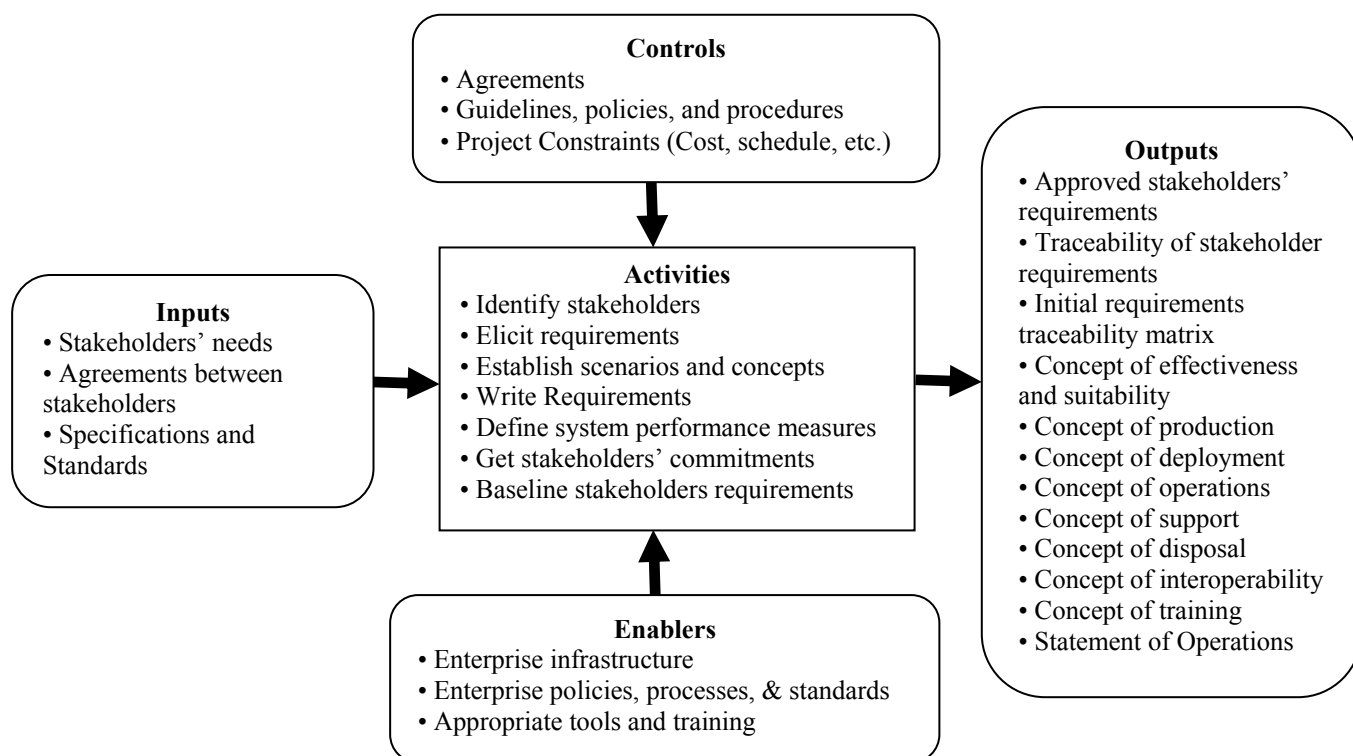 Controls
• Agreements
• Guidelines, policies, and procedures
• Project Constraints (Cost, schedule, etc.)
Inputs
• Stakeholders’ needs
• Agreements between
stakeholders
• Specifications and
Standards
Activities
• Identify stakeholders
• Elicit requirements
• Establish scenarios and concepts
• Write Requirements
• Define system performance measures
• Get stakeholders’ commitments
• Baseline stakeholders requirements
Enablers
• Enterprise infrastructure
• Enterprise policies, processes, & standards
• Appropriate tools and training
Outputs
• Approved stakeholders’
requirements
• Traceability of stakeholder
requirements
• Initial requirements
traceability matrix
• Concept of effectiveness
and suitability
• Concept of production
• Concept of deployment
• Concept of operations
• Concept of support
• Concept of disposal
• Concept of interoperability
• Concept of training
• Statement of Operations